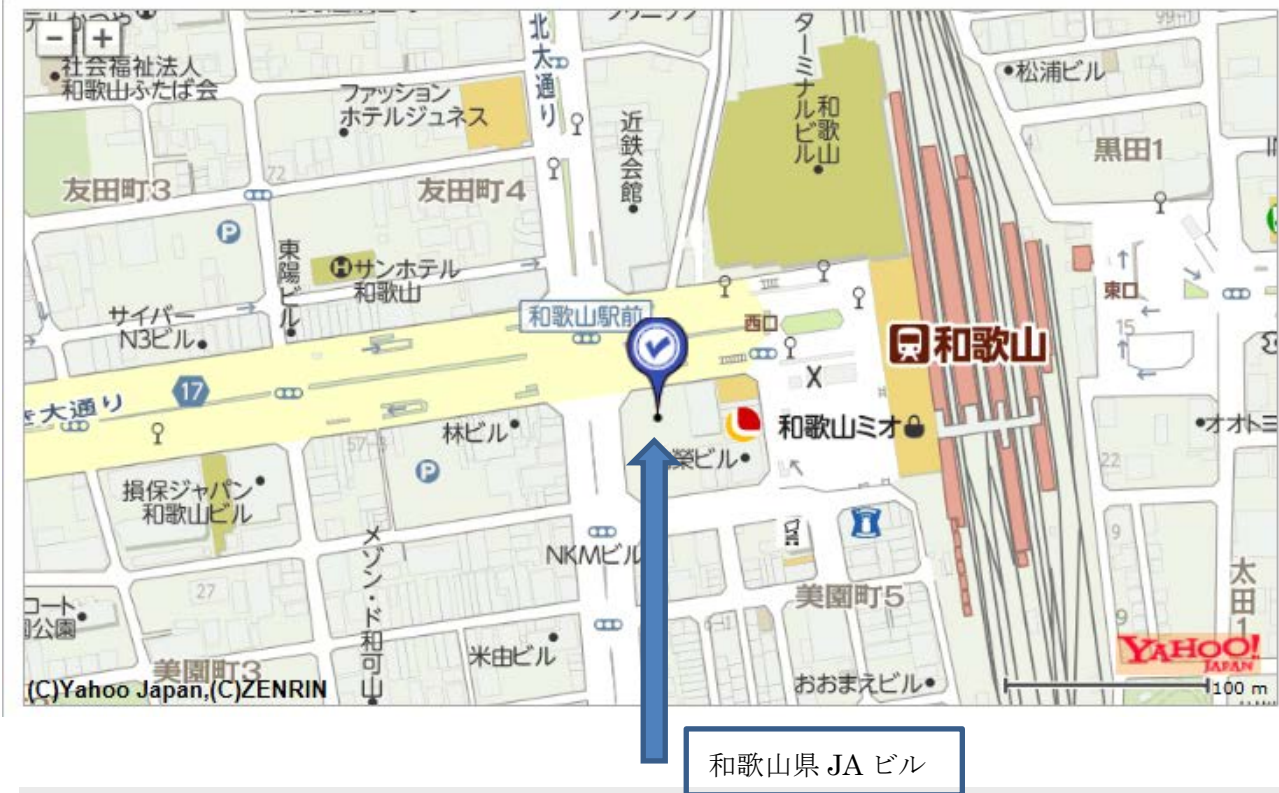 社会福祉法人
和歌山ふたば会
ファッション
ホテルジュネス
北大通り
近鉄会館
ターミナルビル
和歌山
松浦ビル
黒田1
友田町3
72
友田町4
P
東陽ビル
H サンホテル
和歌山
サイバー
N3ビル
和歌山駅前
西口
東口
15
和歌山
17
大通り
林ビル
和歌山ミオ
榮ビル
P
22
損保ジャパン
和歌山ビル
NKMビル
メゾン・ド和可山
27
9
美園町5
太田1
9
コート
公園
美園町3
米由ビル
おおまえビル
YAHOO!
JAPAN
(C)Yahoo Japan,(C)ZENRIN
100 m
和歌山県 JA ビル